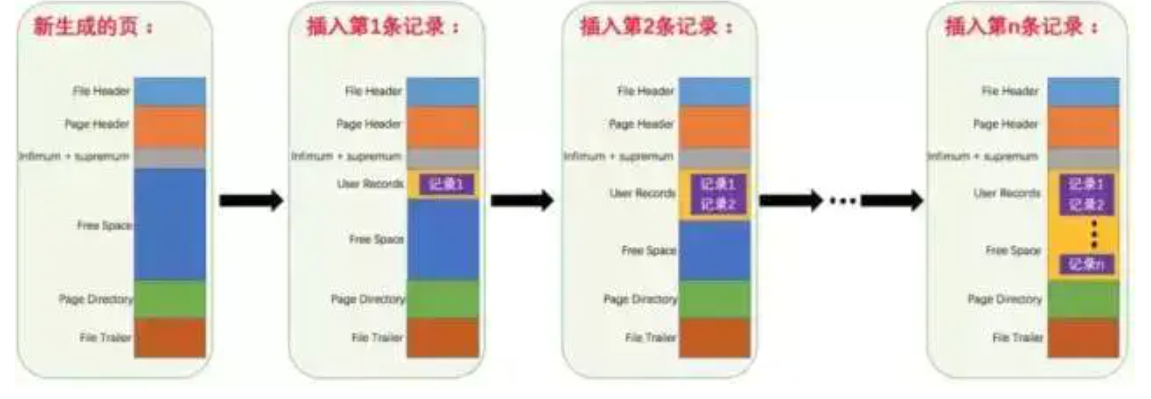 新生成的页：
File Header
Page Header
Infimum + supremum
Free Space
Page Directory
File Trailer
插入第1条记录：
File Header
Page Header
Infimum + supremum
User Records
记录1
Free Space
Page Directory
File Trailer
插入第2条记录：
File Header
Page Header
Infimum + supremum
User Records
记录1
记录2
Free Space
Page Directory
File Trailer
插入第n条记录：
File Header
Page Header
Infimum + supremum
User Records
记录1
记录2
Free Space
记录n
Page Directory
File Trailer